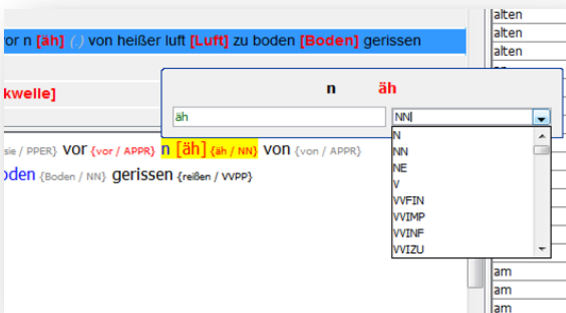 alten
or n [äh] (.) von heißer luft [Luft] zu boden [Boden] gerissen
alten
alten
n äh
kwelle]
äh NN
N
sie / PPER} vor {vor / APPR} n [äh] {äh / NN} von {von / APPR}
NN
NE
oden {Boden / NN} gerissen {reißen / VVPP}
V
VVFIN
VVIMP
VVINF
VVIZU
am
am
am